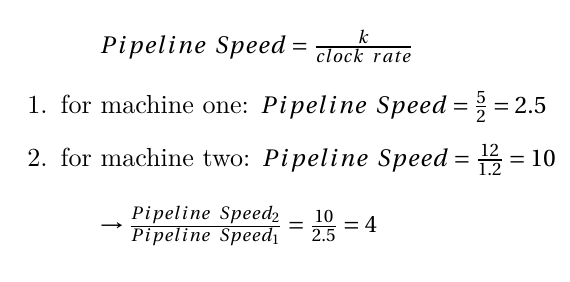 Pipeline Speed = k / clock rate
1. for machine one: Pipeline Speed = 5/2 = 2.5
2. for machine two: Pipeline Speed = 12/1.2 = 10
→ Pipeline Speed₂ / Pipeline Speed₁ = 10/2.5 = 4